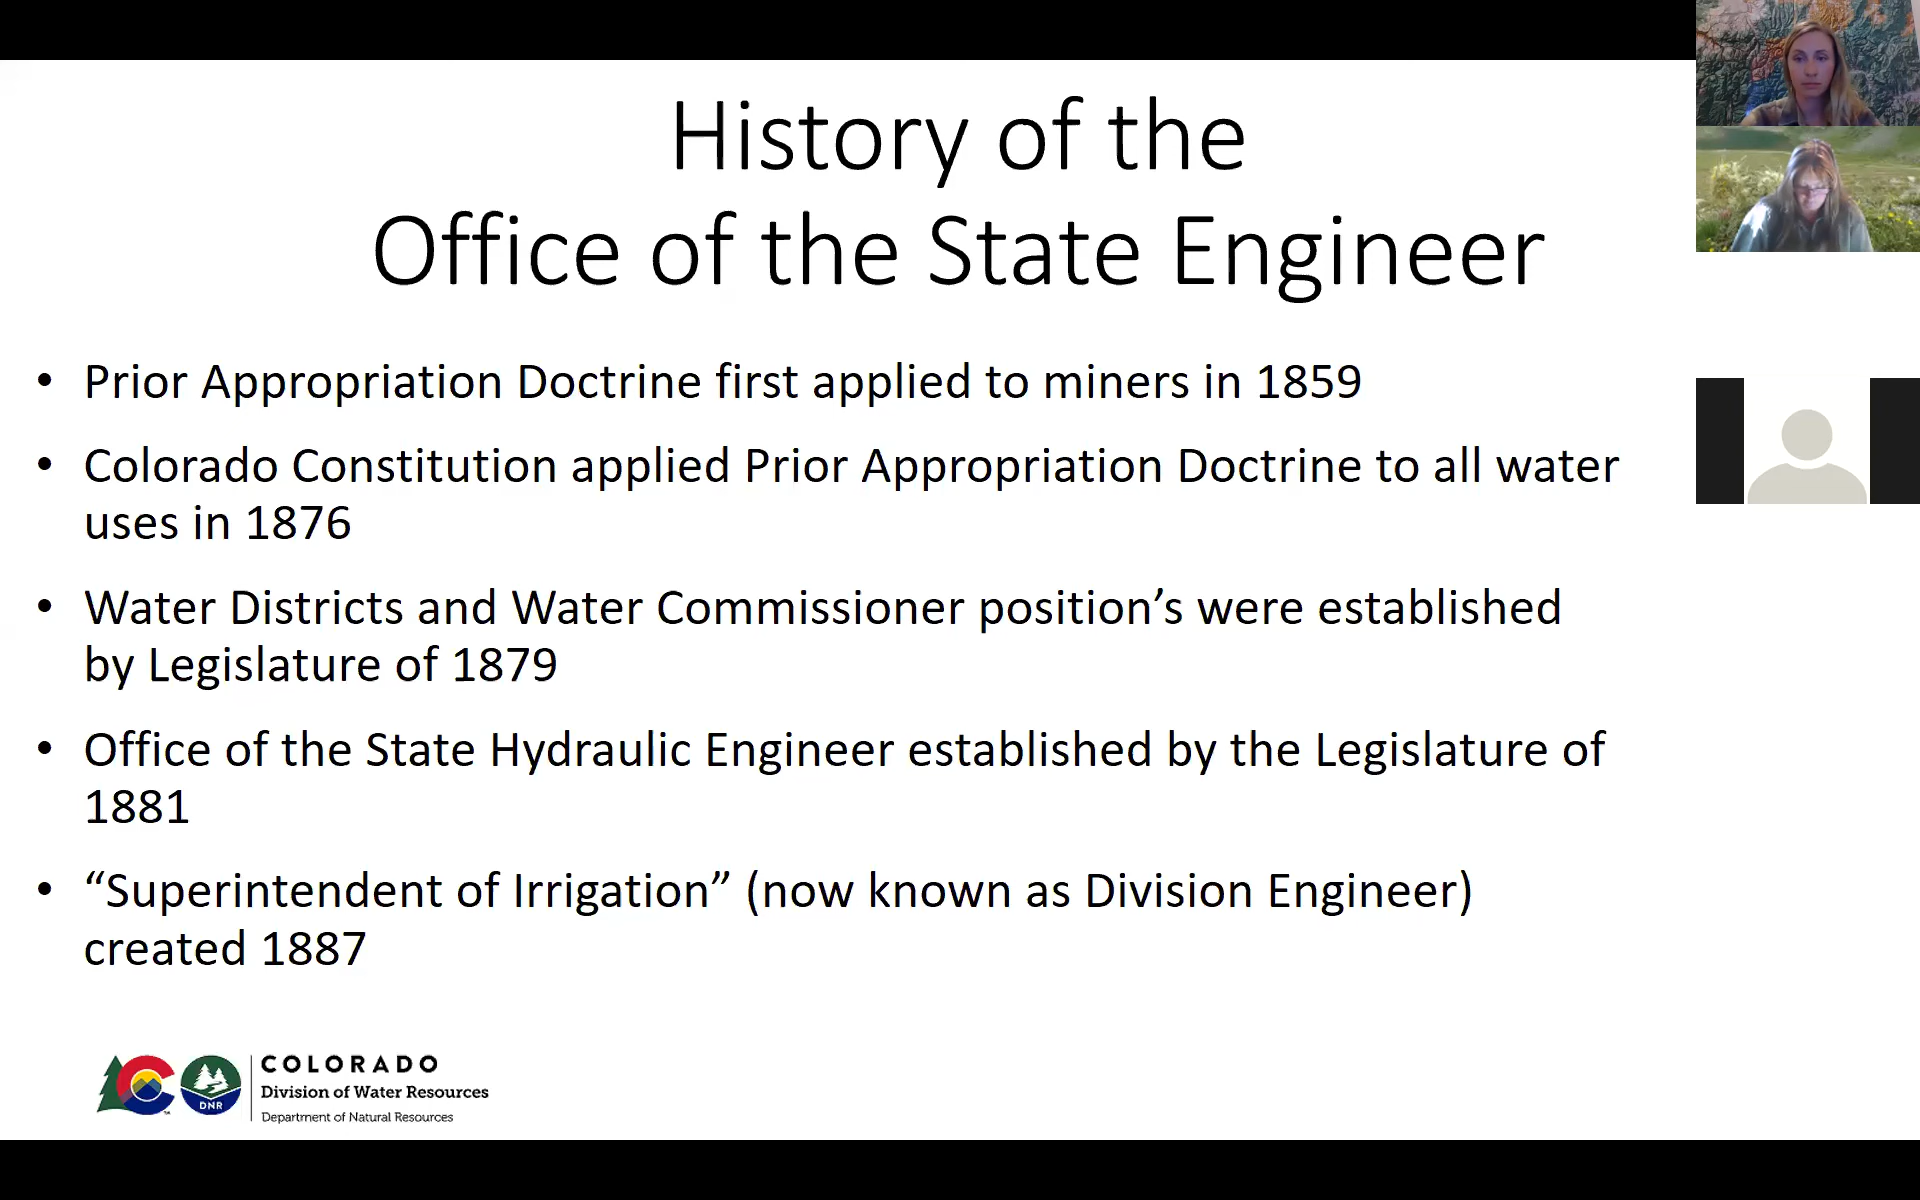 History of the
Office of the State Engineer
• Prior Appropriation Doctrine first applied to miners in 1859
• Colorado Constitution applied Prior Appropriation Doctrine to all water
uses in 1876
• Water Districts and Water Commissioner position’s were established
by Legislature of 1879
• Office of the State Hydraulic Engineer established by the Legislature of
1881
• “Superintendent of Irrigation” (now known as Division Engineer)
created 1887
DNR
COLORADO
Division of Water Resources
Department of Natural Resources